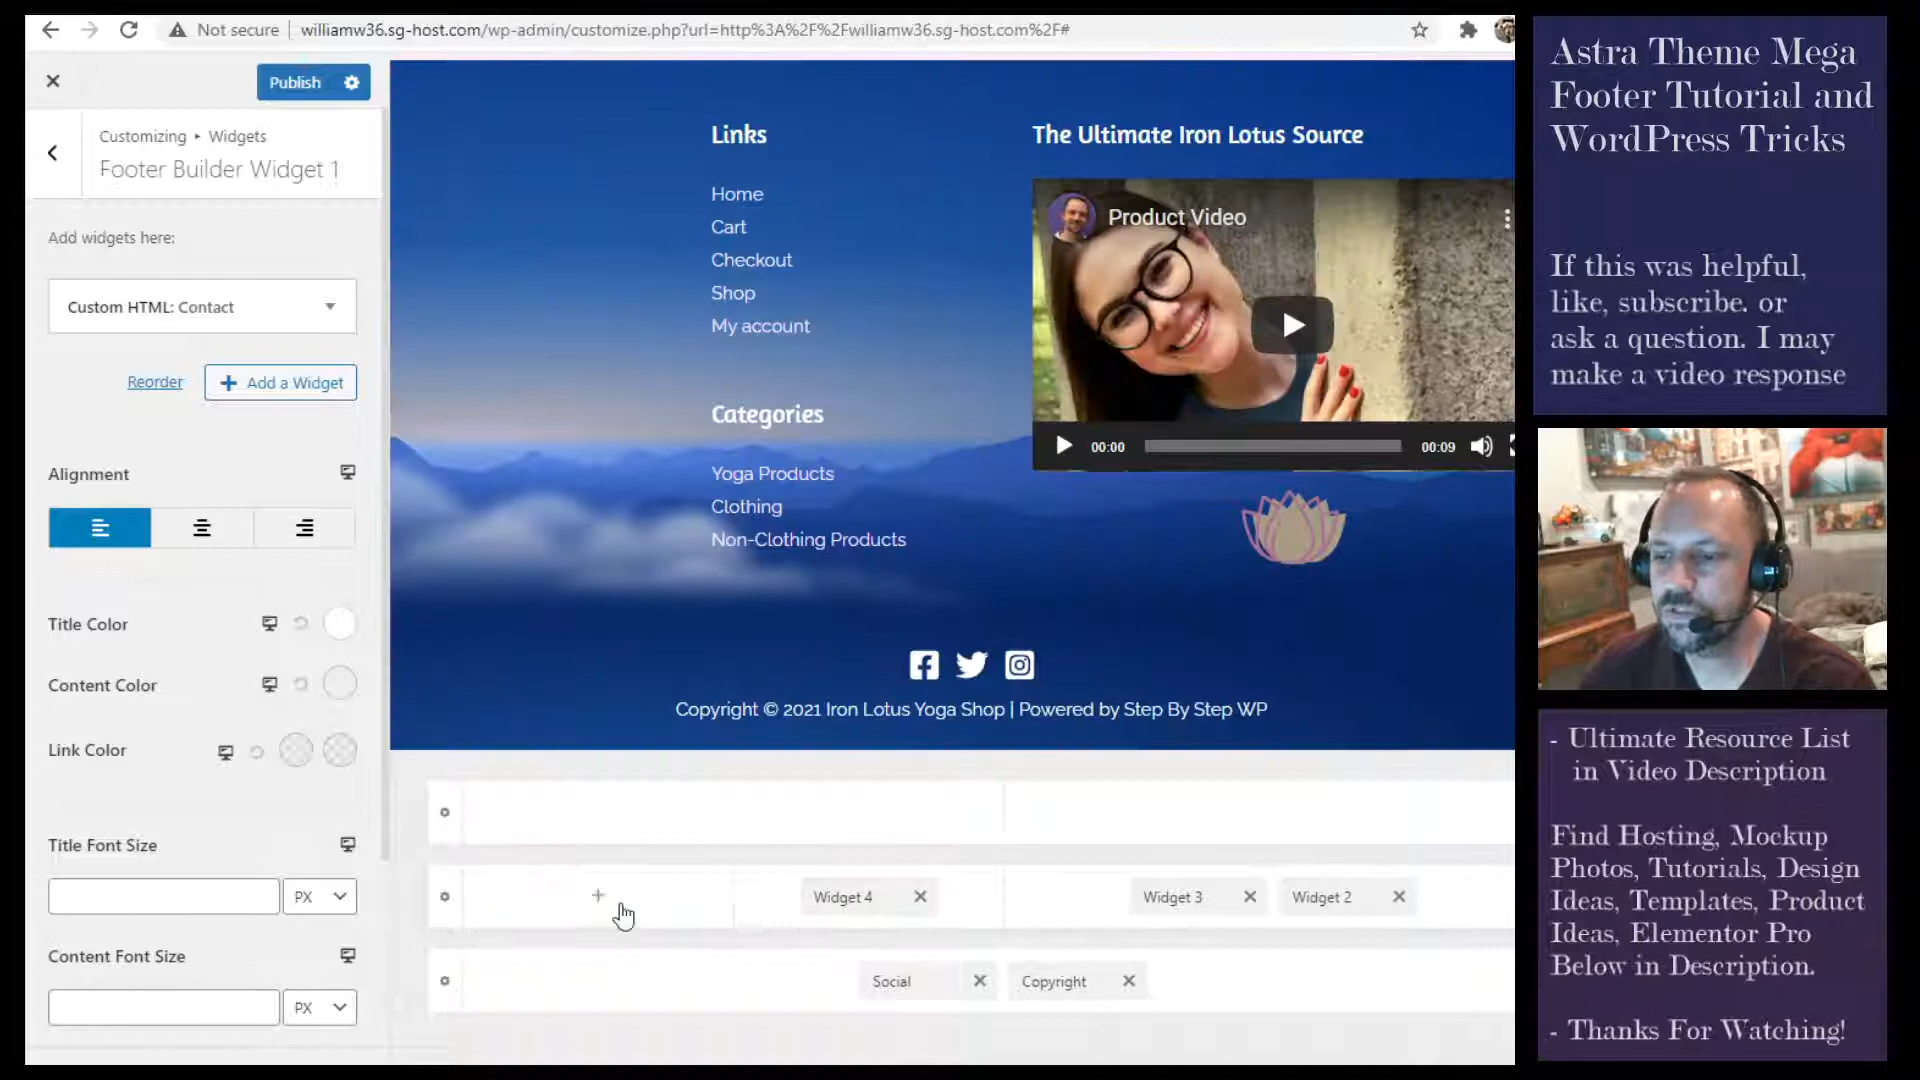 Not secure
williamw36.sg-host.com/wp-admin/customize.php?url=http%3A%2F%2Fwilliamw36.sg-host.com%2F#
Publish
Customizing ▸ Widgets
Footer Builder Widget 1
Add widgets here:
Custom HTML: Contact
Reorder
+ Add a Widget
Alignment
Title Color
Content Color
Link Color
Title Font Size
PX
Content Font Size
PX
Links
Home
Cart
Checkout
Shop
My account
Categories
Yoga Products
Clothing
Non-Clothing Products
The Ultimate Iron Lotus Source
Product Video
00:00
00:09
Copyright © 2021 Iron Lotus Yoga Shop | Powered by Step By Step WP
Widget 4
Widget 3
Widget 2
Social
Copyright
Astra Theme Mega
Footer Tutorial and
WordPress Tricks
If this was helpful,
like, subscribe. or
ask a question. I may
make a video response
- Ultimate Resource List
in Video Description
Find Hosting, Mockup
Photos, Tutorials, Design
Ideas, Templates, Product
Ideas, Elementor Pro
Below in Description.
- Thanks For Watching!